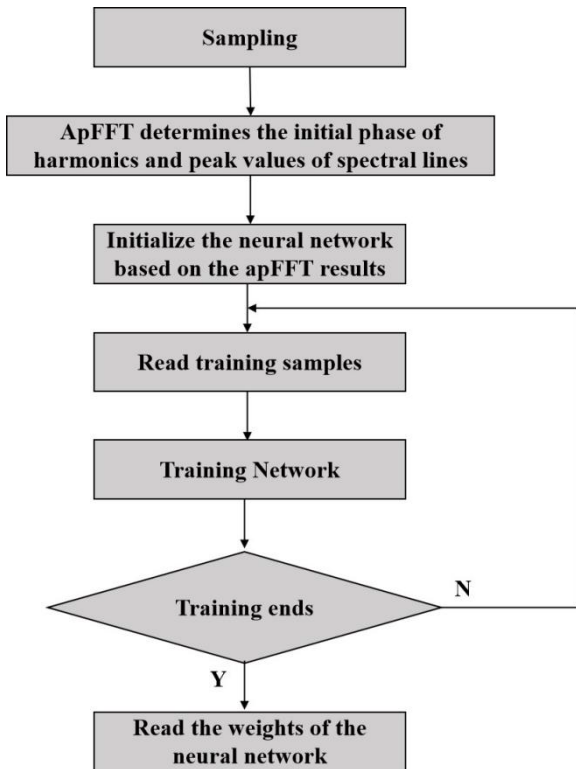 Sampling
ApFFT determines the initial phase of
harmonics and peak values of spectral lines
Initialize the neural network
based on the apFFT results
Read training samples
Training Network
Training ends
N
Y
Read the weights of the
neural network